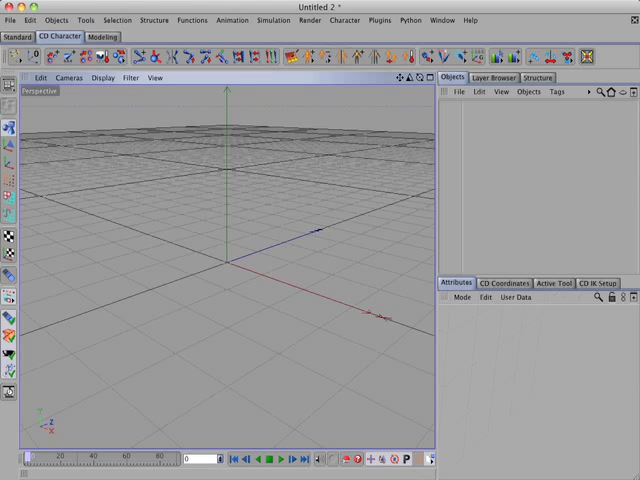 Untitled 2 *
File Edit Objects Tools Selection Structure Functions Animation Simulation Render Character Plugins Python Window Help
Standard CD Character Modeling
Edit Cameras Display Filter View
Perspective
Objects Layer Browser Structure
File Edit View Objects Tags
Attributes CD Coordinates Active Tool CD IK Setup
Mode Edit User Data
Y
Z
X
0 20 40 60 80
0
P